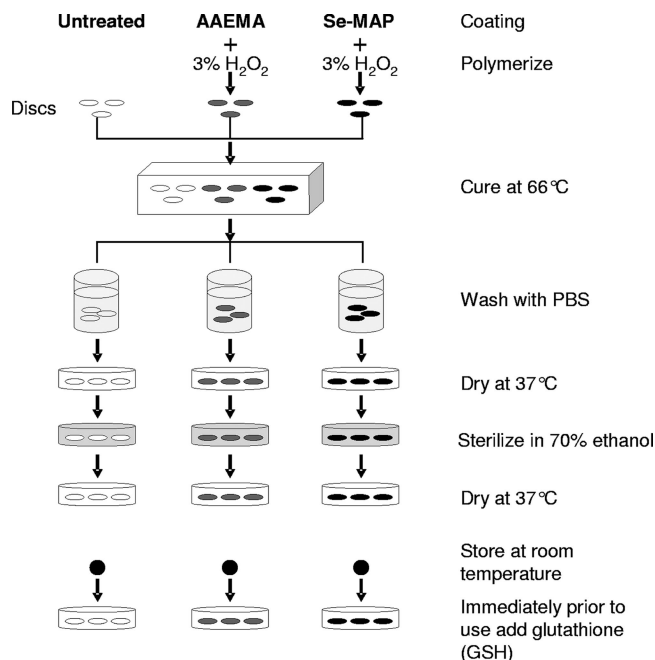 Untreated AAEMA Se-MAP Coating
+ +
3% H₂O₂ 3% H₂O₂ Polymerize
Discs
Cure at 66°C
Wash with PBS
Dry at 37°C
Sterilize in 70% ethanol
Dry at 37°C
Store at room
temperature
Immediately prior to
use add glutathione
(GSH)